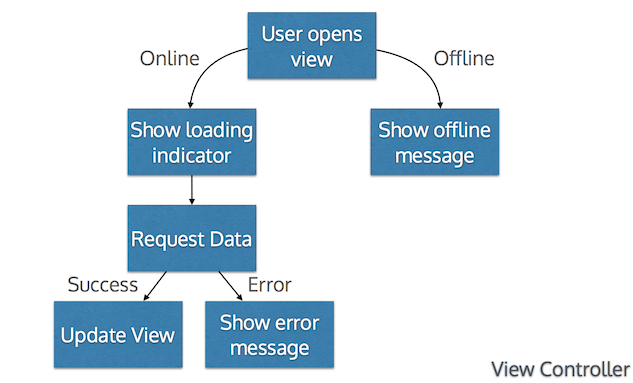 User opens
view
Online
Offline
Show loading
indicator
Show offline
message
Request Data
Success
Error
Update View
Show error
message
View Controller